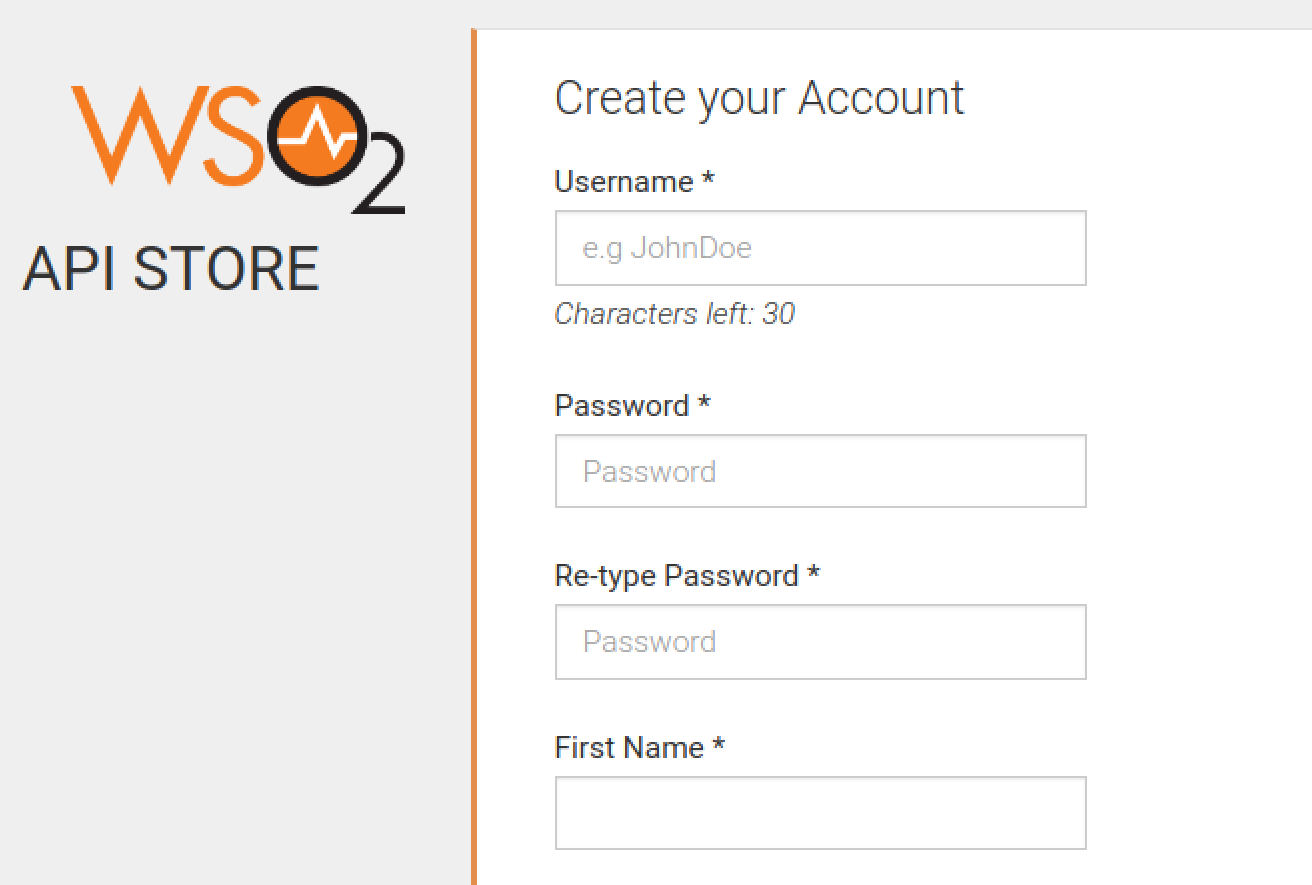 WSO2
API STORE
Create your Account
Username *
e.g JohnDoe
Characters left: 30
Password *
Password
Re-type Password *
Password
First Name *